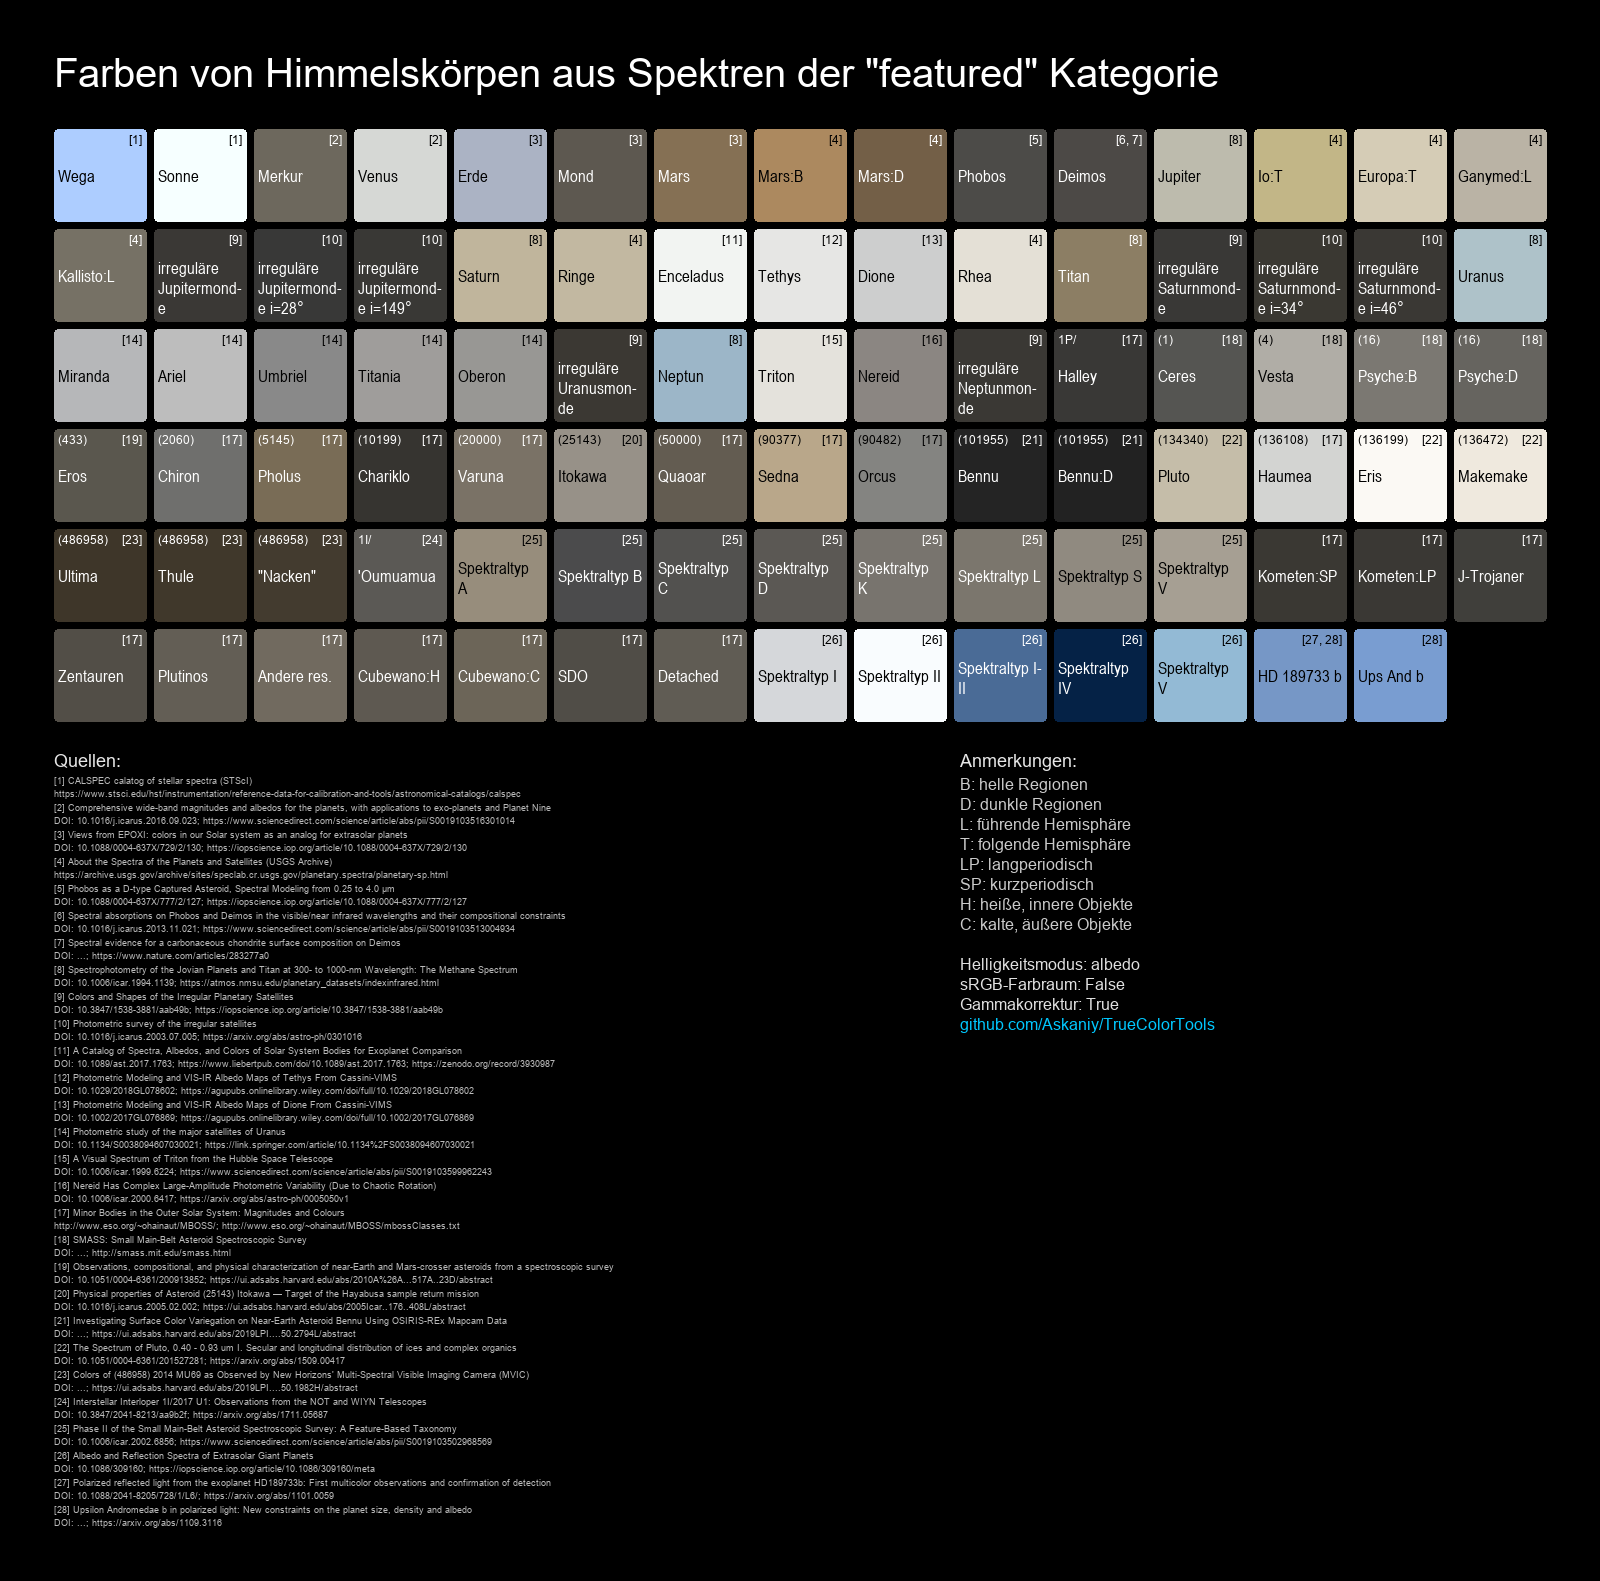 Farben von Himmelskörpen aus Spektren der "featured" Kategorie
[1] [1] [2] [2] [3] [3] [3] [4] [4] [5] [6, 7] [8] [4] [4] [4]
Wega Sonne Merkur Venus Erde Mond Mars Mars:B Mars:D Phobos Deimos Jupiter Io:T Europa:T Ganymed:L
[4] [9] [10] [10] [8] [4] [11] [12] [13] [4] [8] [9] [10] [10] [8]
Kallisto:L
irreguläre
Jupitermond-
e
irreguläre
Jupitermond-
e i=28°
irreguläre
Jupitermond-
e i=149°
Saturn Ringe Enceladus Tethys Dione Rhea Titan
irreguläre
Saturnmond-
e
irreguläre
Saturnmond-
e i=34°
irreguläre
Saturnmond-
e i=46°
Uranus
[14] [14] [14] [14] [14] [9] [8] [15] [16] [9] 1P/ [17] (1) [18] (4) [18] (16) [18] (16) [18]
Miranda Ariel Umbriel Titania Oberon
irreguläre
Uranusmon-
de
Neptun Triton Nereid
irreguläre
Neptunmon-
de
Halley Ceres Vesta Psyche:B Psyche:D
(433) [19] (2060) [17] (5145) [17] (10199) [17] (20000) [17] (25143) [20] (50000) [17] (90377) [17] (90482) [17] (101955) [21] (101955) [21] (134340) [22] (136108) [17] (136199) [22] (136472) [22]
Eros Chiron Pholus Chariklo Varuna Itokawa Quaoar Sedna Orcus Bennu Bennu:D Pluto Haumea Eris Makemake
(486958) [23] (486958) [23] (486958) [23] 1I/ [24] [25] [25] [25] [25] [25] [25] [25] [25] [17] [17] [17]
Ultima Thule "Nacken" 'Oumuamua
Spektraltyp
A
Spektraltyp B
Spektraltyp
C
Spektraltyp
D
Spektraltyp
K
Spektraltyp L
Spektraltyp S
Spektraltyp
V
Kometen:SP Kometen:LP J-Trojaner
[17] [17] [17] [17] [17] [17] [17] [26] [26] [26] [26] [26] [27, 28] [28]
Zentauren Plutinos Andere res. Cubewano:H Cubewano:C SDO Detached Spektraltyp I Spektraltyp II
Spektraltyp I-
II
Spektraltyp
IV
Spektraltyp
V
HD 189733 b Ups And b
Quellen:
[1] CALSPEC calatog of stellar spectra (STScI)
https://www.stsci.edu/hst/instrumentation/reference-data-for-calibration-and-tools/astronomical-catalogs/calspec
[2] Comprehensive wide-band magnitudes and albedos for the planets, with applications to exo-planets and Planet Nine
DOI: 10.1016/j.icarus.2016.09.023; https://www.sciencedirect.com/science/article/abs/pii/S0019103516301014
[3] Views from EPOXI: colors in our Solar system as an analog for extrasolar planets
DOI: 10.1088/0004-637X/729/2/130; https://iopscience.iop.org/article/10.1088/0004-637X/729/2/130
[4] About the Spectra of the Planets and Satellites (USGS Archive)
https://archive.usgs.gov/archive/sites/speclab.cr.usgs.gov/planetary.spectra/planetary-sp.html
[5] Phobos as a D-type Captured Asteroid, Spectral Modeling from 0.25 to 4.0 μm
DOI: 10.1088/0004-637X/777/2/127; https://iopscience.iop.org/article/10.1088/0004-637X/777/2/127
[6] Spectral absorptions on Phobos and Deimos in the visible/near infrared wavelengths and their compositional constraints
DOI: 10.1016/j.icarus.2013.11.021; https://www.sciencedirect.com/science/article/abs/pii/S0019103513004934
[7] Spectral evidence for a carbonaceous chondrite surface composition on Deimos
DOI: ...; https://www.nature.com/articles/283277a0
[8] Spectrophotometry of the Jovian Planets and Titan at 300- to 1000-nm Wavelength: The Methane Spectrum
DOI: 10.1006/icar.1994.1139; https://atmos.nmsu.edu/planetary_datasets/indexinfrared.html
[9] Colors and Shapes of the Irregular Planetary Satellites
DOI: 10.3847/1538-3881/aab49b; https://iopscience.iop.org/article/10.3847/1538-3881/aab49b
[10] Photometric survey of the irregular satellites
DOI: 10.1016/j.icarus.2003.07.005; https://arxiv.org/abs/astro-ph/0301016
[11] A Catalog of Spectra, Albedos, and Colors of Solar System Bodies for Exoplanet Comparison
DOI: 10.1089/ast.2017.1763; https://www.liebertpub.com/doi/10.1089/ast.2017.1763; https://zenodo.org/record/3930987
[12] Photometric Modeling and VIS-IR Albedo Maps of Tethys From Cassini-VIMS
DOI: 10.1029/2018GL078602; https://agupubs.onlinelibrary.wiley.com/doi/full/10.1029/2018GL078602
[13] Photometric Modeling and VIS-IR Albedo Maps of Dione From Cassini-VIMS
DOI: 10.1002/2017GL076869; https://agupubs.onlinelibrary.wiley.com/doi/full/10.1002/2017GL076869
[14] Photometric study of the major satellites of Uranus
DOI: 10.1134/S0038094607030021; https://link.springer.com/article/10.1134%2FS0038094607030021
[15] A Visual Spectrum of Triton from the Hubble Space Telescope
DOI: 10.1006/icar.1999.6224; https://www.sciencedirect.com/science/article/abs/pii/S0019103599962243
[16] Nereid Has Complex Large-Amplitude Photometric Variability (Due to Chaotic Rotation)
DOI: 10.1006/icar.2000.6417; https://arxiv.org/abs/astro-ph/0005050v1
[17] Minor Bodies in the Outer Solar System: Magnitudes and Colours
http://www.eso.org/~ohainaut/MBOSS/; http://www.eso.org/~ohainaut/MBOSS/mbossClasses.txt
[18] SMASS: Small Main-Belt Asteroid Spectroscopic Survey
DOI: ...; http://smass.mit.edu/smass.html
[19] Observations, compositional, and physical characterization of near-Earth and Mars-crosser asteroids from a spectroscopic survey
DOI: 10.1051/0004-6361/200913852; https://ui.adsabs.harvard.edu/abs/2010A%26A...517A..23D/abstract
[20] Physical properties of Asteroid (25143) Itokawa — Target of the Hayabusa sample return mission
DOI: 10.1016/j.icarus.2005.02.002; https://ui.adsabs.harvard.edu/abs/2005Icar..176..408L/abstract
[21] Investigating Surface Color Variegation on Near-Earth Asteroid Bennu Using OSIRIS-REx Mapcam Data
DOI: ...; https://ui.adsabs.harvard.edu/abs/2019LPI....50.2794L/abstract
[22] The Spectrum of Pluto, 0.40 - 0.93 um I. Secular and longitudinal distribution of ices and complex organics
DOI: 10.1051/0004-6361/201527281; https://arxiv.org/abs/1509.00417
[23] Colors of (486958) 2014 MU69 as Observed by New Horizons' Multi-Spectral Visible Imaging Camera (MVIC)
DOI: ...; https://ui.adsabs.harvard.edu/abs/2019LPI....50.1982H/abstract
[24] Interstellar Interloper 1I/2017 U1: Observations from the NOT and WIYN Telescopes
DOI: 10.3847/2041-8213/aa9b2f; https://arxiv.org/abs/1711.05687
[25] Phase II of the Small Main-Belt Asteroid Spectroscopic Survey: A Feature-Based Taxonomy
DOI: 10.1006/icar.2002.6856; https://www.sciencedirect.com/science/article/abs/pii/S0019103502968569
[26] Albedo and Reflection Spectra of Extrasolar Giant Planets
DOI: 10.1086/309160; https://iopscience.iop.org/article/10.1086/309160/meta
[27] Polarized reflected light from the exoplanet HD189733b: First multicolor observations and confirmation of detection
DOI: 10.1088/2041-8205/728/1/L6/; https://arxiv.org/abs/1101.0059
[28] Upsilon Andromedae b in polarized light: New constraints on the planet size, density and albedo
DOI: ...; https://arxiv.org/abs/1109.3116
Anmerkungen:
B: helle Regionen
D: dunkle Regionen
L: führende Hemisphäre
T: folgende Hemisphäre
LP: langperiodisch
SP: kurzperiodisch
H: heiße, innere Objekte
C: kalte, äußere Objekte
Helligkeitsmodus: albedo
sRGB-Farbraum: False
Gammakorrektur: True
github.com/Askaniy/TrueColorTools